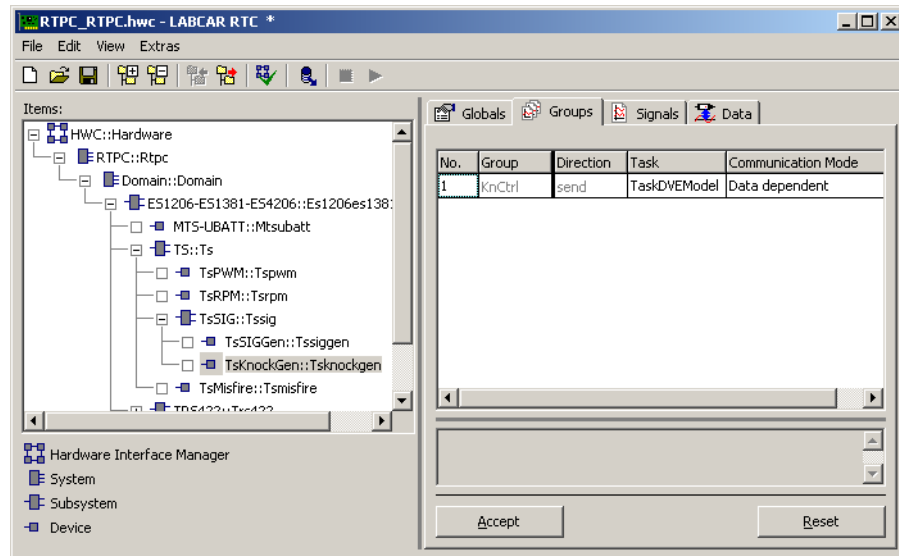 RTPC_RTPC.hwc - LABCAR RTC *
File Edit View Extras
Items:
HWC::Hardware
RTPC::Rtpc
Domain::Domain
ES1206-ES1381-ES4206::Es1206es138
MTS-UBATT::Mtsubatt
TS::Ts
TsPWM::Tspwm
TsRPM::Tsrpm
TsSIG::Tssig
TsSIGGen::Tssiggen
TsKnockGen::Tsknockgen
TsMisfire::Tsmisfire
Hardware Interface Manager
System
Subsystem
Device
Globals Groups Signals Data
No. Group Direction Task Communication Mode
1 KnCtrl send TaskDVEModel Data dependent
Accept Reset